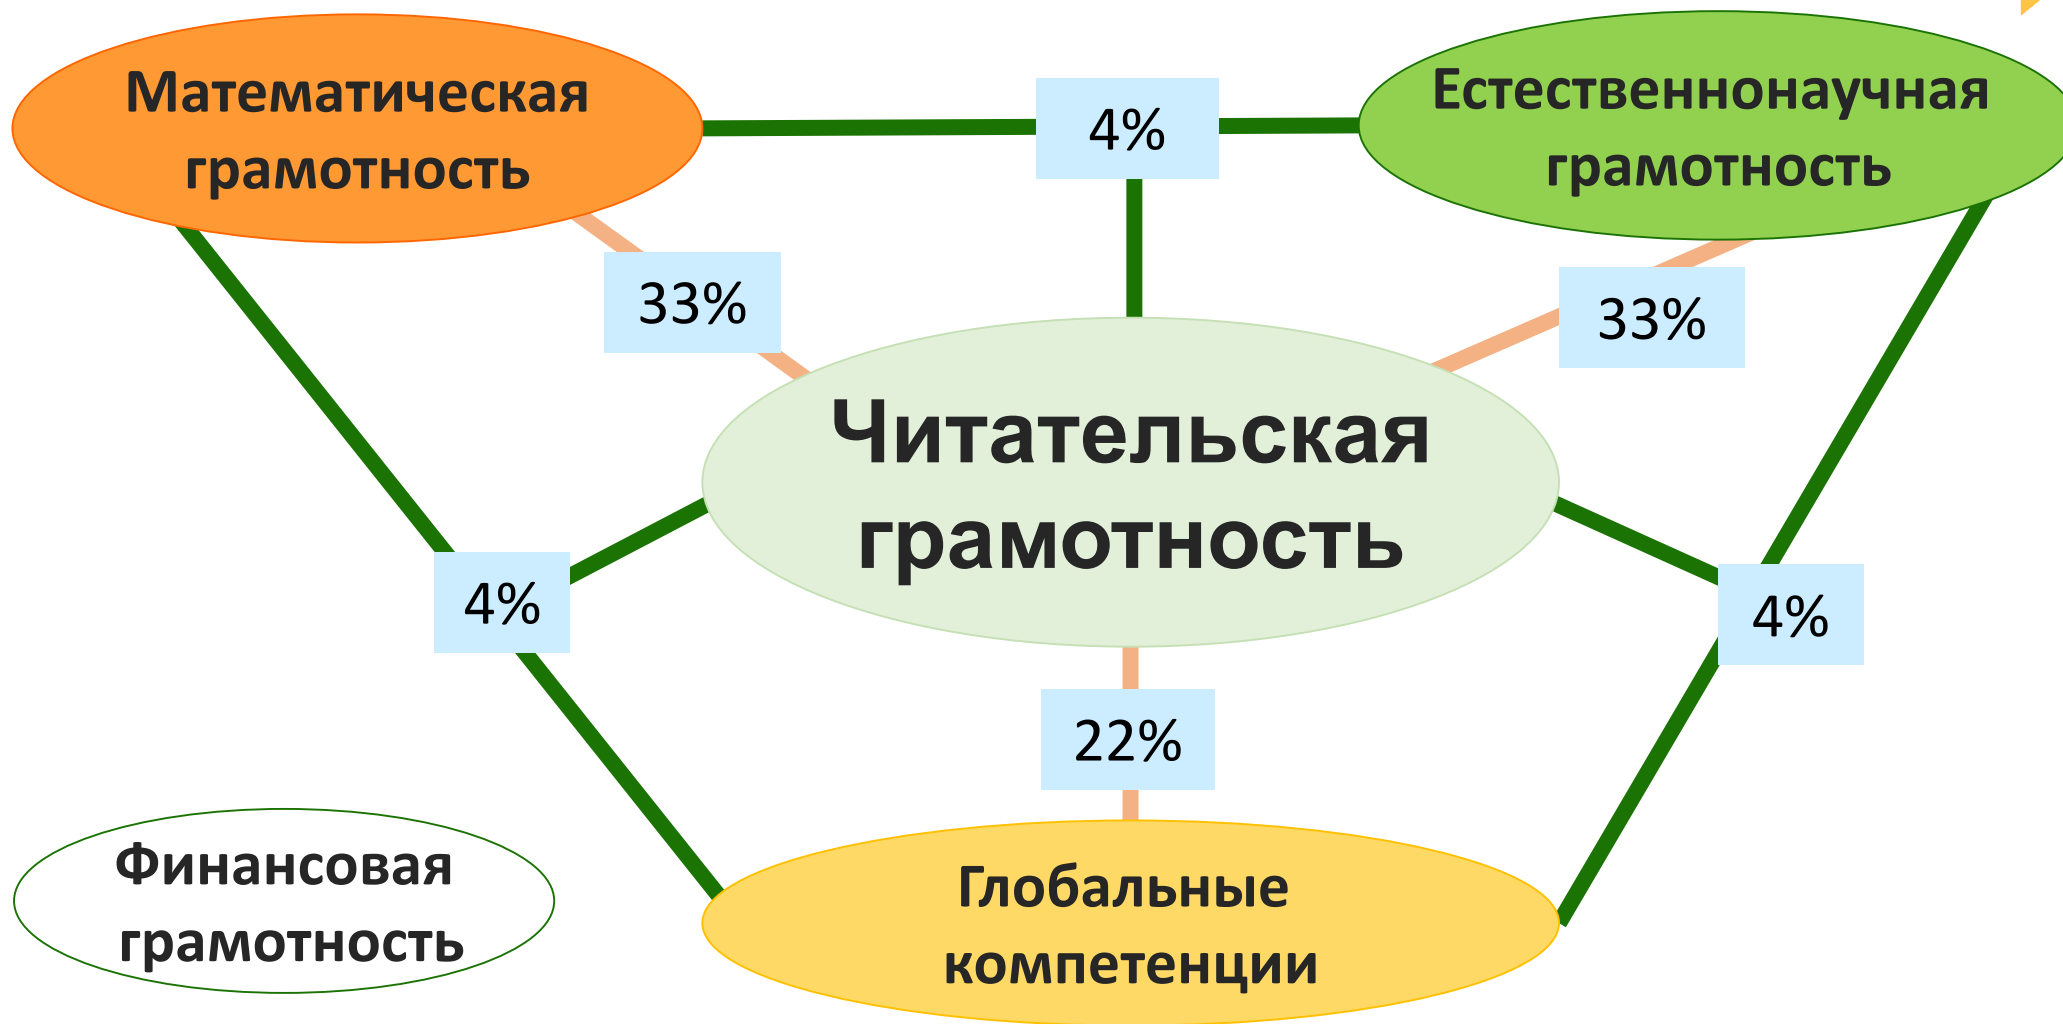 Математическая
грамотность
4%
Естественнонаучная
грамотность
33%
33%
Читательская
грамотность
4%
4%
22%
Финансовая
грамотность
Глобальные
компетенции